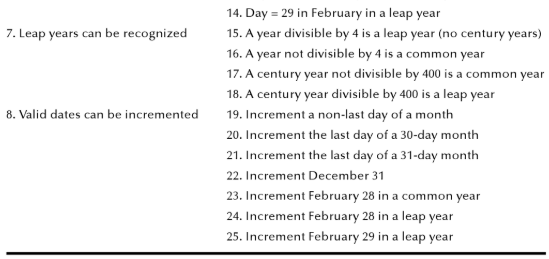 14. Day = 29 in February in a leap year
7. Leap years can be recognized 15. A year divisible by 4 is a leap year (no century years)
16. A year not divisible by 4 is a common year
17. A century year not divisible by 400 is a common year
18. A century year divisible by 400 is a leap year
8. Valid dates can be incremented 19. Increment a non-last day of a month
20. Increment the last day of a 30-day month
21. Increment the last day of a 31-day month
22. Increment December 31
23. Increment February 28 in a common year
24. Increment February 28 in a leap year
25. Increment February 29 in a leap year